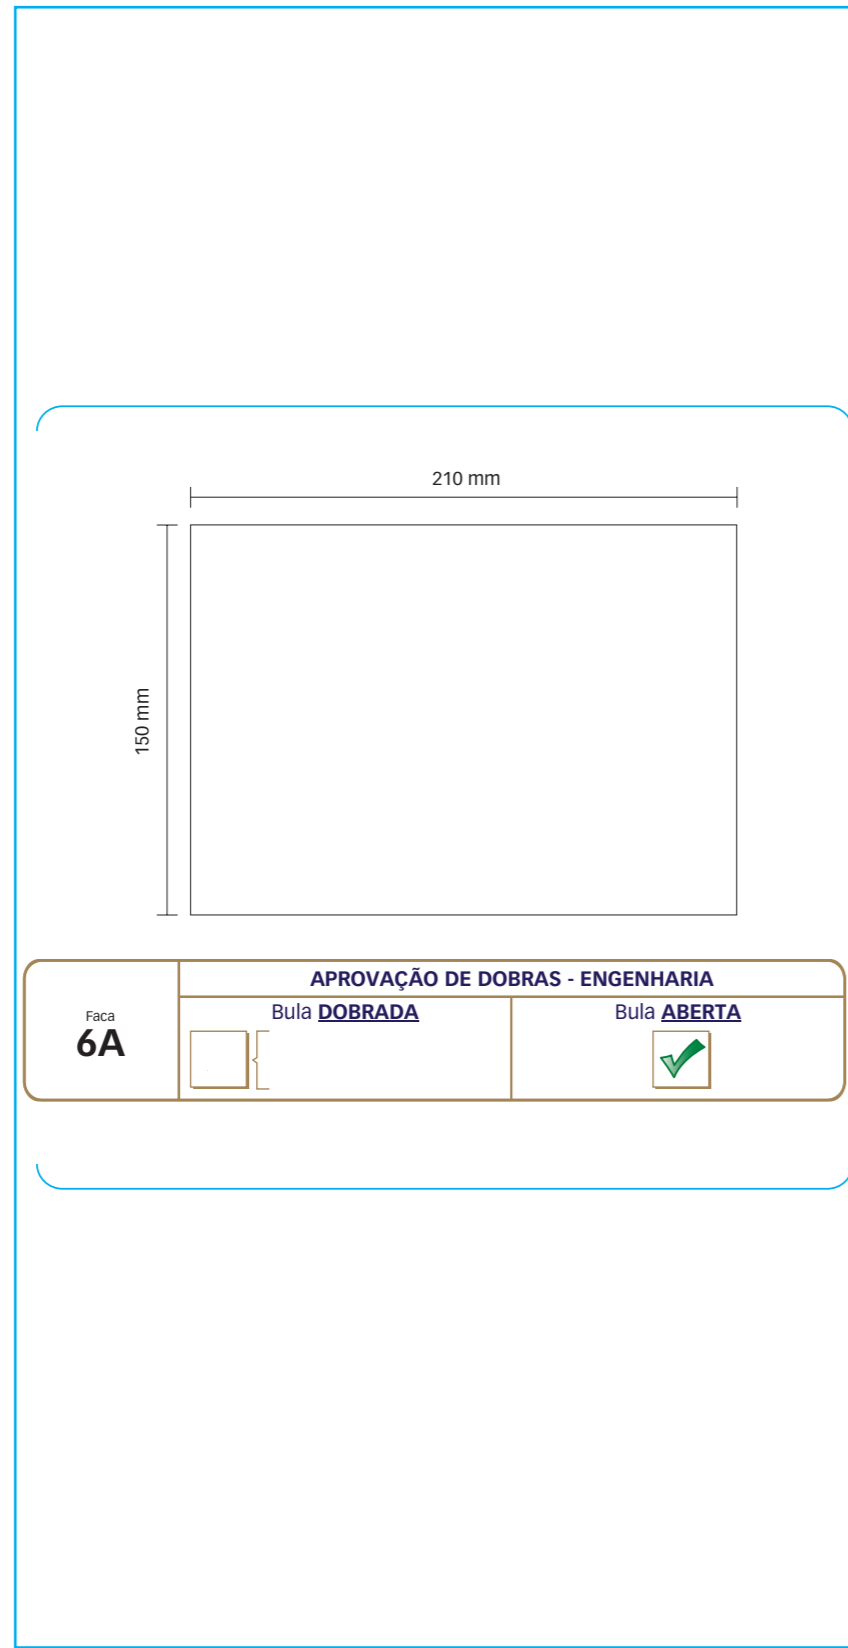 210 mm
150 mm
Faca
6A
APROVAÇÃO DE DOBRAS - ENGENHARIA
Bula DOBRADA
Bula ABERTA